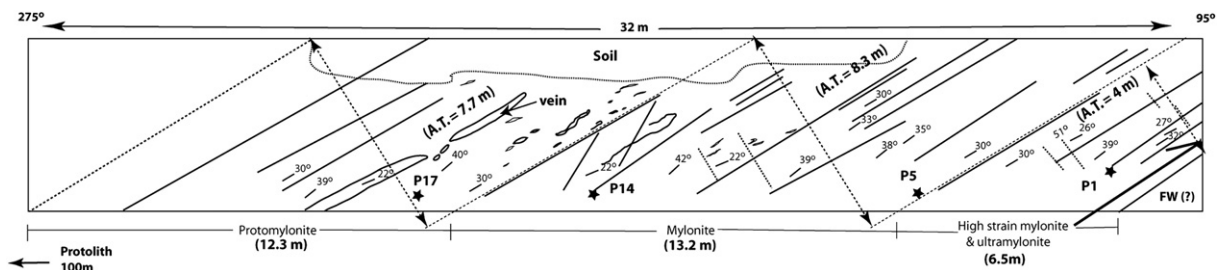 275º
32 m
95º
Soil
(A.T.= 7.7 m)
vein
(A.T.= 8.3 m)
(A.T.= 4 m)
30º
39º
22º
40º
30º
22º
42º
22º
39º
30º
33º
35º
38º
30º
30º
51º
26º
39º
27º
32º
P17
P14
P5
P1
FW (?)
Protomylonite
(12.3 m)
Mylonite
(13.2 m)
High strain mylonite
& ultramylonite
(6.5m)
Protolith
100m